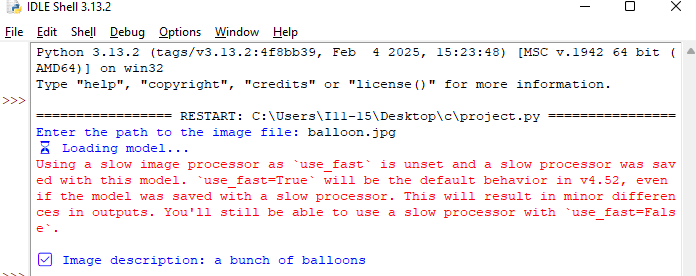 IDLE Shell 3.13.2
File Edit Shell Debug Options Window Help
Python 3.13.2 (tags/v3.13.2:4f8bb39, Feb  4 2025, 15:23:48) [MSC v.1942 64 bit (
AMD64)] on win32
Type "help", "copyright", "credits" or "license()" for more information.
>>>
================= RESTART: C:\Users\I11-15\Desktop\c\project.py ================
Enter the path to the image file: balloon.jpg
⏳ Loading model...
Using a slow image processor as `use_fast` is unset and a slow processor was sav
ed with this model. `use_fast=True` will be the default behavior in v4.52, even
if the model was saved with a slow processor. This will result in minor differen
ces in outputs. You'll still be able to use a slow processor with `use_fast=Fals
e`.
☑ Image description: a bunch of balloons
>>>